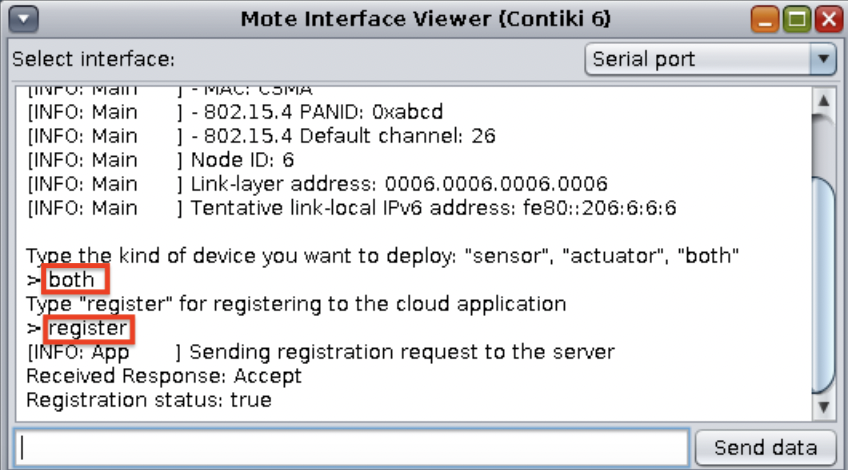 Mote Interface Viewer (Contiki 6)
Select interface:
Serial port
[INFO: Main ] - MAC: CSMA
[INFO: Main ] - 802.15.4 PANID: 0xabcd
[INFO: Main ] - 802.15.4 Default channel: 26
[INFO: Main ] Node ID: 6
[INFO: Main ] Link-layer address: 0006.0006.0006.0006
[INFO: Main ] Tentative link-local IPv6 address: fe80::206:6:6:6
Type the kind of device you want to deploy: "sensor", "actuator", "both"
> both
Type "register" for registering to the cloud application
> register
[INFO: App ] Sending registration request to the server
Received Response: Accept
Registration status: true
Send data